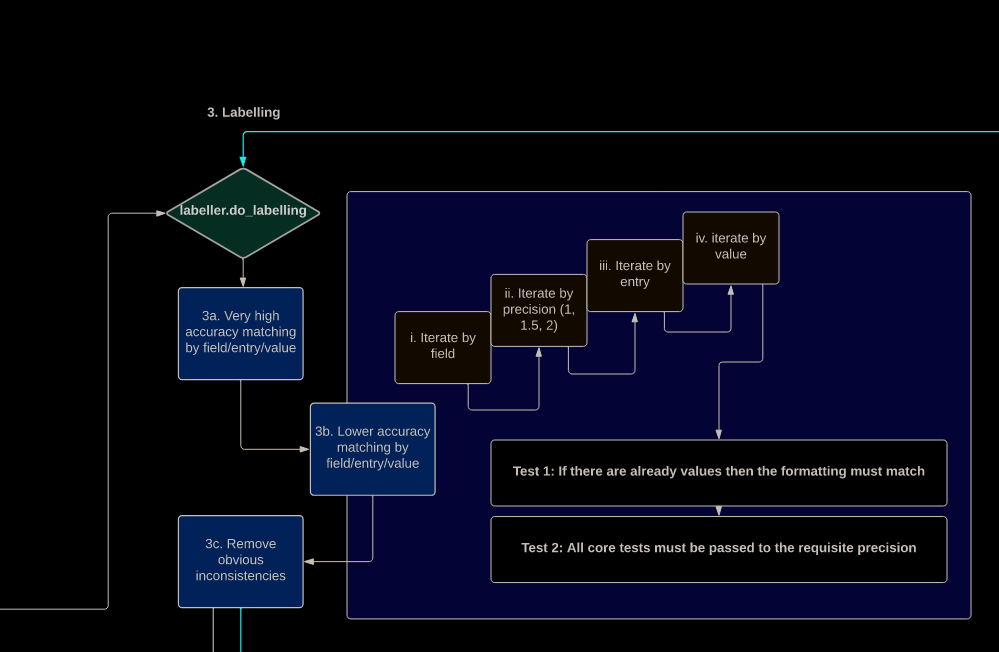 3. Labelling
labeller.do_labelling
3a. Very high
accuracy matching
by field/entry/value
3b. Lower accuracy
matching by
field/entry/value
3c. Remove
obvious
inconsistencies
i. Iterate by
field
ii. Iterate by
precision (1,
1.5, 2)
iii. Iterate by
entry
iv. iterate by
value
Test 1: If there are already values then the formatting must match
Test 2: All core tests must be passed to the requisite precision